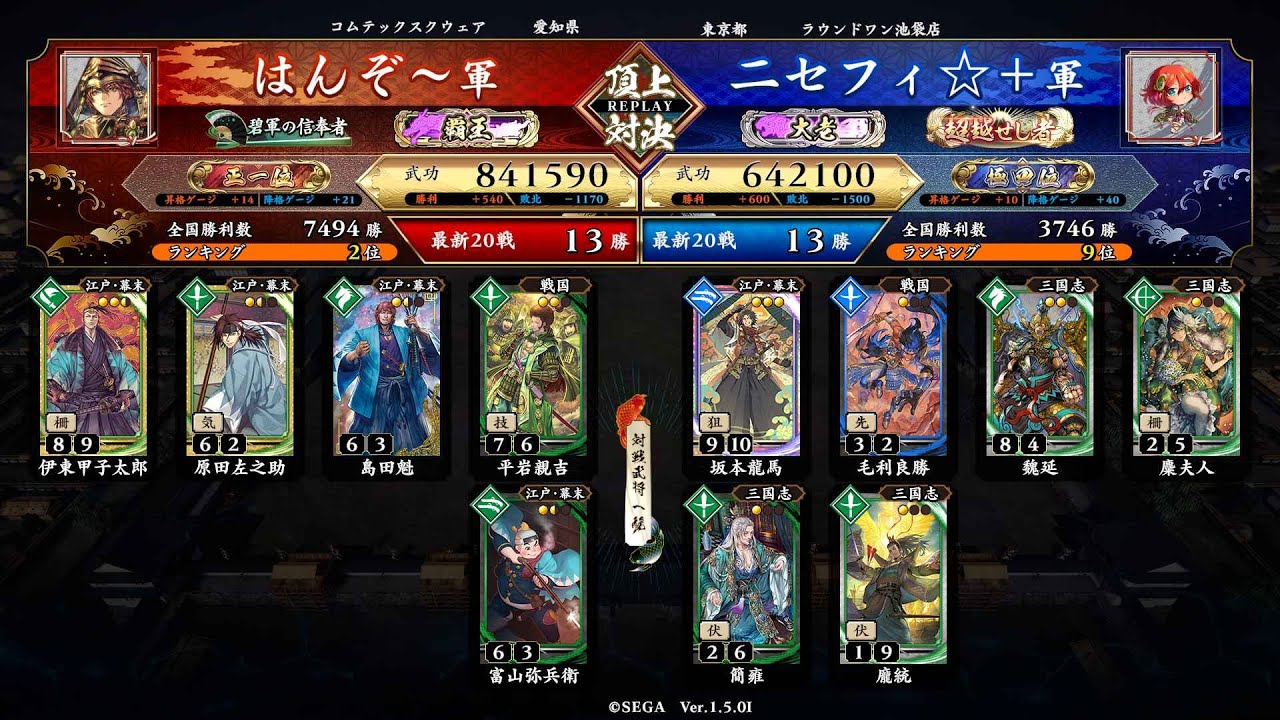 コムテックスクウェア 愛知県 東京都 ラウンドワン池袋店
はんぞ〜軍 頂上 REPLAY 対決 ニセフィ☆＋軍
碧軍の信奉者 覇王 大老 超越せし者
正一位 武功 841590 武功 642100 極皐位
昇格ゲージ +14 降格ゲージ +21 勝利 +540 敗北 -1170 勝利 +600 敗北 -1500 昇格ゲージ +10 降格ゲージ +40
全国勝利数 7494勝 最新20戦 13勝 最新20戦 13勝 全国勝利数 3746勝
ランキング 2位 ランキング 9位
江戸・幕末 江戸・幕末 江戸・幕末 戦国 江戸・幕末 戦国 三国志 三国志
柵 気 技 狙 先 柵
8 9 6 2 6 3 7 6 9 10 3 2 8 4 2 5
伊東甲子太郎 原田左之助 島田魁 平岩親吉 坂本龍馬 毛利良勝 魏延 麋夫人
対戦武将一覧
江戸・幕末 三国志 三国志
伏 伏
6 3 2 6 1 9
富山弥兵衛 簡雍 龐統
©SEGA Ver.1.5.0I